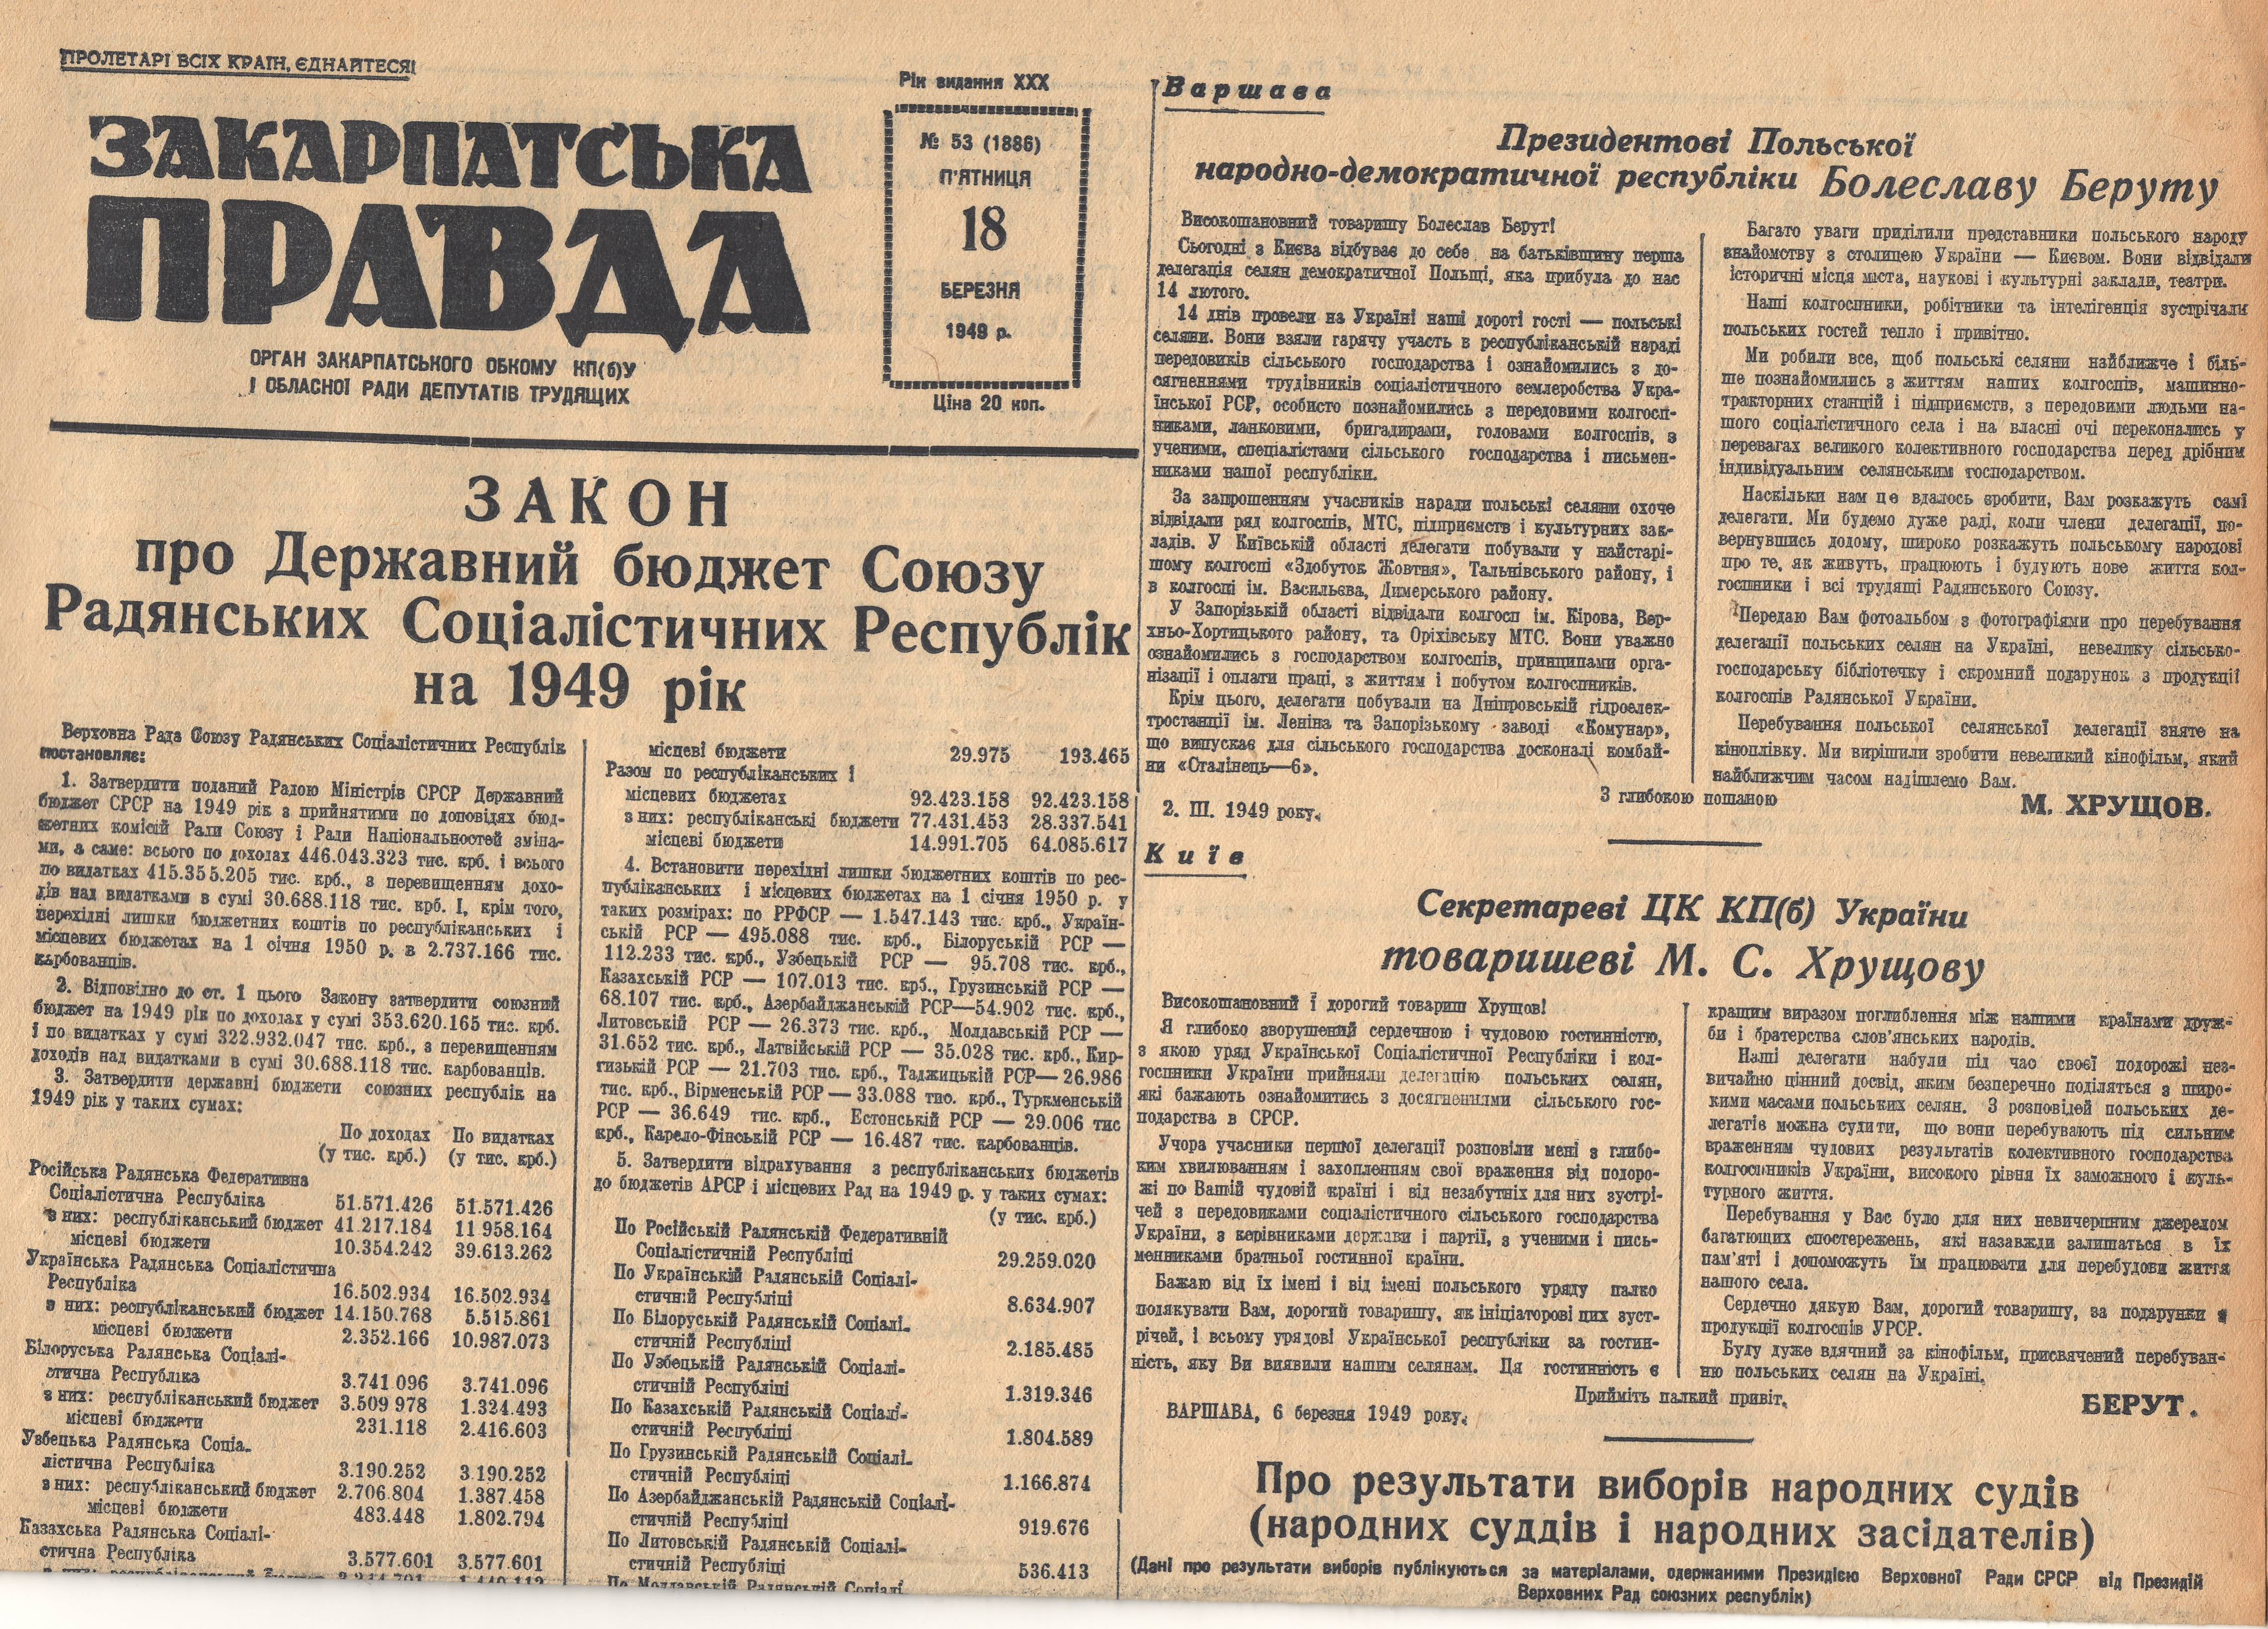 ПРОЛЕТАРІ ВСІХ КРАЇН, ЄДНАЙТЕСЯ!
ЗАКАРПАТСЬКА
ПРАВДА
ОРГАН ЗАКАРПАТСЬКОГО ОБКОМУ КП(б)У
І ОБЛАСНОЇ РАДИ ДЕПУТАТІВ ТРУДЯЩИХ
Рік видання XXX
№ 53 (1886)
П'ЯТНИЦЯ
18
БЕРЕЗНЯ
1949 р.
Ціна 20 коп.
ЗАКОН
про Державний бюджет Союзу
Радянських Соціалістичних Республік
на 1949 рік
Верховна Рада Союзу Радянських Соціалістичних Республік
постановляє:
1. Затвердити поданий Радою Міністрів СРСР Державний
бюджет СРСР на 1949 рік з прийнятими по доповідях бюд-
жетних комісій Ради Союзу і Ради Національностей зміна-
ми, а саме: всього по доходах 446.043.323 тис. крб. і всього
по видатках 415.355.205 тис. крб., з перевищенням дохо-
дів над видатками в сумі 30.688.118 тис. крб. І, крім того,
перехідні лишки бюджетних коштів по республіканських і
місцевих бюджетах на 1 січня 1950 р. в 2.737.166 тис.
карбованців.
2. Відповідно до ст. 1 цього Закону затвердити союзний
бюджет на 1949 рік по доходах у сумі 353.620.165 тис. крб.
і по видатках у сумі 322.932.047 тис. крб., з перевищенням
доходів над видатками в сумі 30.688.118 тис. карбованців.
3. Затвердити державні бюджети союзних республік на
1949 рік у таких сумах:
По доходах По видатках
(у тис. крб.) (у тис. крб.)
Російська Радянська Федеративна
Соціалістична Республіка 51.571.426 51.571.426
з них: республіканський бюджет 41.217.184 11 958.164
місцеві бюджети 10.354.242 39.613.262
Українська Радянська Соціалістична
Республіка 16.502.934 16.502.934
з них: республіканський бюджет 14.150.768 5.515.861
місцеві бюджети 2.352.166 10.987.073
Білоруська Радянська Соціалі-
стична Республіка 3.741 096 3.741.096
з них: республіканський бюджет 3.509 978 1.324.493
місцеві бюджети 231.118 2.416.603
Узбецька Радянська Соціа-
лістична Республіка 3.190.252 3.190.252
з них: республіканський бюджет 2.706.804 1.387.458
місцеві бюджети 483.448 1.802.794
Казахська Радянська Соціалі-
стична Республіка 3.577.601 3.577.601
місцеві бюджети 29.975 193.465
Разом по республіканських і
місцевих бюджетах 92.423.158 92.423.158
з них: республіканські бюджети 77.431.453 28.337.541
місцеві бюджети 14.991.705 64.085.617
4. Встановити перехідні лишки бюджетних коштів по рес-
публіканських і місцевих бюджетах на 1 січня 1950 р. у
таких розмірах: по РРФСР — 1.547.143 тис. крб., Україн-
ській РСР — 495.088 тис. крб., Білоруській РСР —
112.233 тис. крб., Узбецькій РСР — 95.708 тис. крб.,
Казахській РСР — 107.013 тис. крб., Грузинській РСР —
68.107 тис. крб., Азербайджанській РСР—54.902 тис. крб.,
Литовській РСР — 26.373 тис. крб., Молдавській РСР —
31.652 тис. крб., Латвійській РСР — 35.028 тис. крб., Кир-
гизькій РСР — 21.703 тис. крб., Таджицькій РСР—26.986
тис. крб., Вірменській РСР—33.088 тис. крб., Туркменській
РСР — 36.649 тис. крб., Естонській РСР — 29.006 тис
крб., Карело-Фінській РСР — 16.487 тис. карбованців.
5. Затвердити відрахування з республіканських бюджетів
до бюджетів АРСР і місцевих Рад на 1949 р. у таких сумах:
(у тис. крб.)
По Російській Радянській Федеративній
Соціалістичній Республіці 29.259.020
По Українській Радянській Соціалі-
стичній Республіці 8.634.907
По Білоруській Радянській Соціалі-
стичній Республіці 2.185.485
По Узбецькій Радянській Соціалі-
стичній Республіці 1.319.346
По Казахській Радянській Соціалі-
стичній Республіці 1.804.589
По Грузинській Радянській Соціалі-
стичній Республіці 1.166.874
По Азербайджанській Радянській Соціалі-
стичній Республіці 919.676
По Литовській Радянській Соціалі-
стичній Республіці 536.413
По Молдавській Радянській Соціалі-
Варшава
Президентові Польської
народно-демократичної республіки Болеславу Беруту
Високошановний товаришу Болеслав Берут!
Сьогодні з Києва відбуває до себе на батьківщину перша
делегація селян демократичної Польщі, яка прибула до нас
14 лютого.
14 днів провели на Україні наші дорогі гості — польські
селяни. Вони взяли гарячу участь в республіканській нараді
передовиків сільського господарства і ознайомились з до-
сягненнями трудівників соціалістичного землеробства Укра-
їнської РСР, особисто познайомились з передовими колгосп-
никами, ланковими, бригадирами, головами колгоспів, з
ученими, спеціалістами сільського господарства і письмен-
никами нашої республіки.
За запрошенням учасників наради польські селяни охоче
відвідали ряд колгоспів, МТС, підприємств і культурних зак-
ладів. У Київській області делегати побували у найстарі-
шому колгоспі «Здобуток Жовтня», Тальнівського району, і
в колгоспі ім. Васильєва, Димерського району.
У Запорізькій області відвідали колгосп ім. Кірова, Вер-
хньо-Хортицького району, та Оріхівську МТС. Вони уважно
ознайомились з господарством колгоспів, принципами орга-
нізації і оплати праці, з життям і побутом колгоспників.
Крім цього, делегати побували на Дніпровській гідроелек-
тростанції ім. Леніна та Запорізькому заводі «Комунар»,
що випускає для сільського господарства досконалі комбай-
ни «Сталінець—6».
Багато уваги приділили представники польського народу
знайомству з столицею України — Києвом. Вони відвідали
історичні місця міста, наукові і культурні заклади, театри.
Наші колгоспники, робітники та інтелігенція зустрічали
польських гостей тепло і привітно.
Ми робили все, щоб польські селяни найближче і біль-
ше познайомились з життям наших колгоспів, машинно-
тракторних станцій і підприємств, з передовими людьми на-
шого соціалістичного села і на власні очі переконались у
перевагах великого колективного господарства перед дрібним
індивідуальним селянським господарством.
Наскільки нам це вдалось зробити, Вам розкажуть самі
делегати. Ми будемо дуже раді, коли члени делегації, по-
вернувшись додому, широко розкажуть польському народові
про те, як живуть, працюють і будують нове життя кол-
госпники і всі трудящі Радянського Союзу.
Передаю Вам фотоальбом з фотографіями про перебування
делегації польських селян на Україні, невелику сільсько-
господарську бібліотечку і скромний подарунок з продукції
колгоспів Радянської України.
Перебування польської селянської делегації зняте на
кіноплівку. Ми вирішили зробити невеликий кінофільм, який
найближчим часом надішлемо Вам.
З глибокою пошаною
М. ХРУЩОВ.
2. III. 1949 року.
Київ
Секретареві ЦК КП(б) України
товаришеві М. С. Хрущову
Високошановний і дорогий товариш Хрущов!
Я глибоко зворушений сердечною і чудовою гостинністю,
з якою уряд Української Соціалістичної Республіки і кол-
госпники України прийняли делегацію польських селян,
які бажають ознайомитись з досягненнями сільського гос-
подарства в СРСР.
Учора учасники першої делегації розповіли мені з глибо-
ким хвилюванням і захопленням свої враження від подоро-
жі по Вашій чудовій країні і від незабутніх для них зустрі-
чей з передовиками соціалістичного сільського господарства
України, з керівниками держави і партії, з ученими і пись-
менниками братньої гостинної країни.
Бажаю від їх імені і від імені польського уряду палко
подякувати Вам, дорогий товаришу, як ініціаторові цих зуст-
річей, і всьому урядові Української республіки за гостин-
ність, яку Ви виявили нашим селянам. Ця гостинність є
кращим виразом поглиблення між нашими країнами друж-
би і братерства слов'янських народів.
Наші делегати набули під час своєї подорожі нез-
вичайно цінний досвід, яким безперечно поділяться з широ-
кими масами польських селян. З розповідей польських де-
легатів можна судити, що вони перебувають під сильним
враженням чудових результатів колективного господарства
колгоспників України, високого рівня їх заможного і куль-
турного життя.
Перебування у Вас було для них невичерпним джерелом
багатющих спостережень, які назавжди залишаться в їх
пам'яті і допоможуть їм працювати для перебудови життя
нашого села.
Сердечно дякую Вам, дорогий товаришу, за подарунки з
продукції колгоспів УРСР.
Буду дуже вдячний за кінофільм, присвячений перебуван-
ню польських селян на Україні.
Прийміть палкий привіт.
БЕРУТ.
ВАРШАВА, 6 березня 1949 року.
Про результати виборів народних судів
(народних суддів і народних засідателів)
(Дані про результати виборів публікуються за матеріалами, одержаними Президією Верховної Ради СРСР від Президій
Верховних Рад союзних республік)